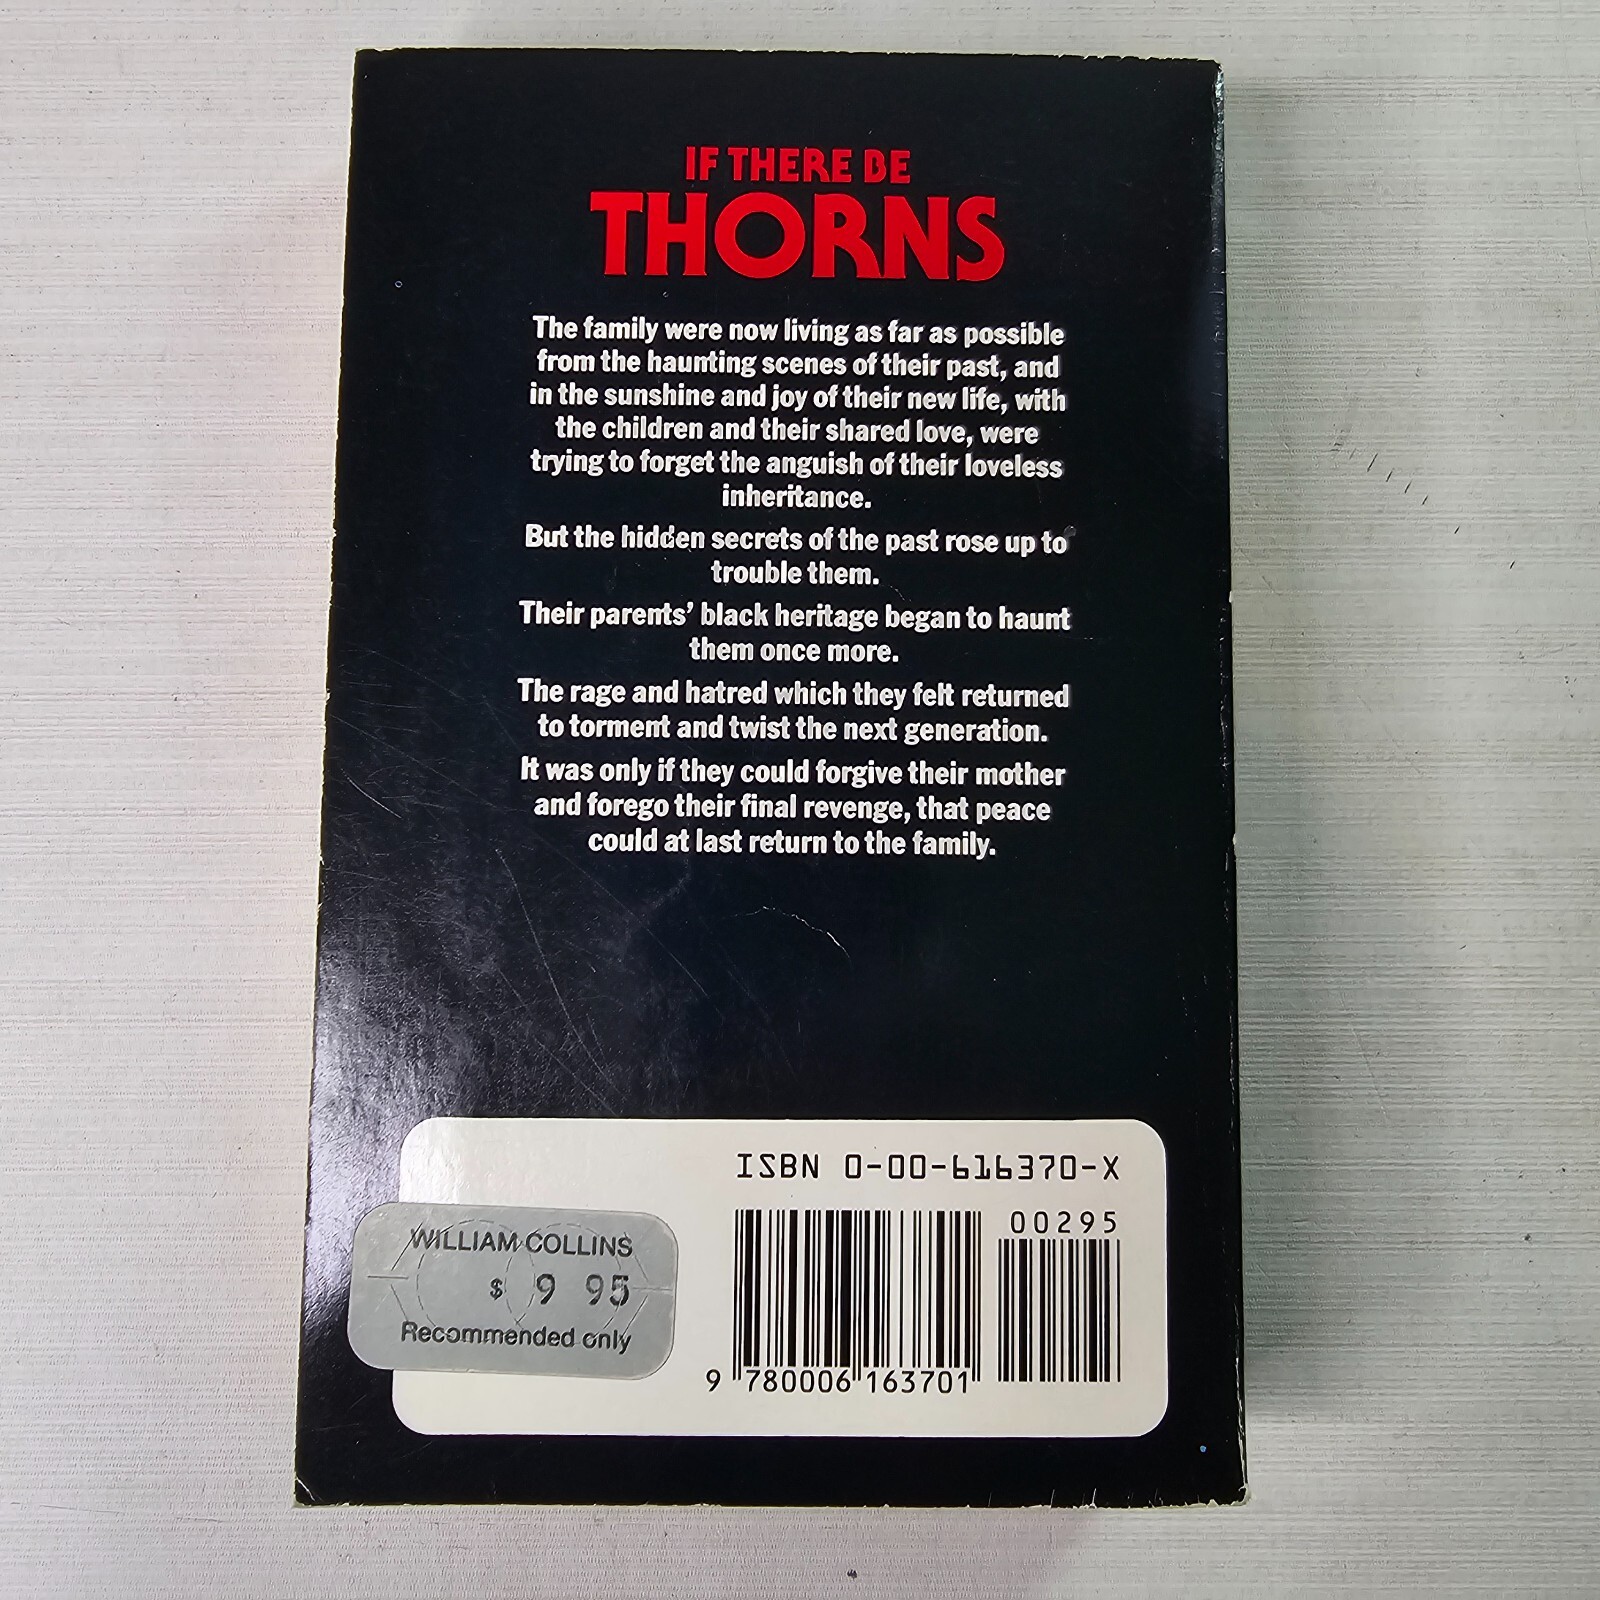 IF THERE BE
THORNS
The family were now living as far as possible
from the haunting scenes of their past, and
in the sunshine and joy of their new life, with
the children and their shared love, were
trying to forget the anguish of their loveless
inheritance.
But the hidden secrets of the past rose up to
trouble them.
Their parents' black heritage began to haunt
them once more.
The rage and hatred which they felt returned
to torment and twist the next generation.
It was only if they could forgive their mother
and forego their final revenge, that peace
could at last return to the family.
ISBN 0-00-616370-X
00295
WILLIAM COLLINS
$ 9 95
Recommended only
9 780006 163701